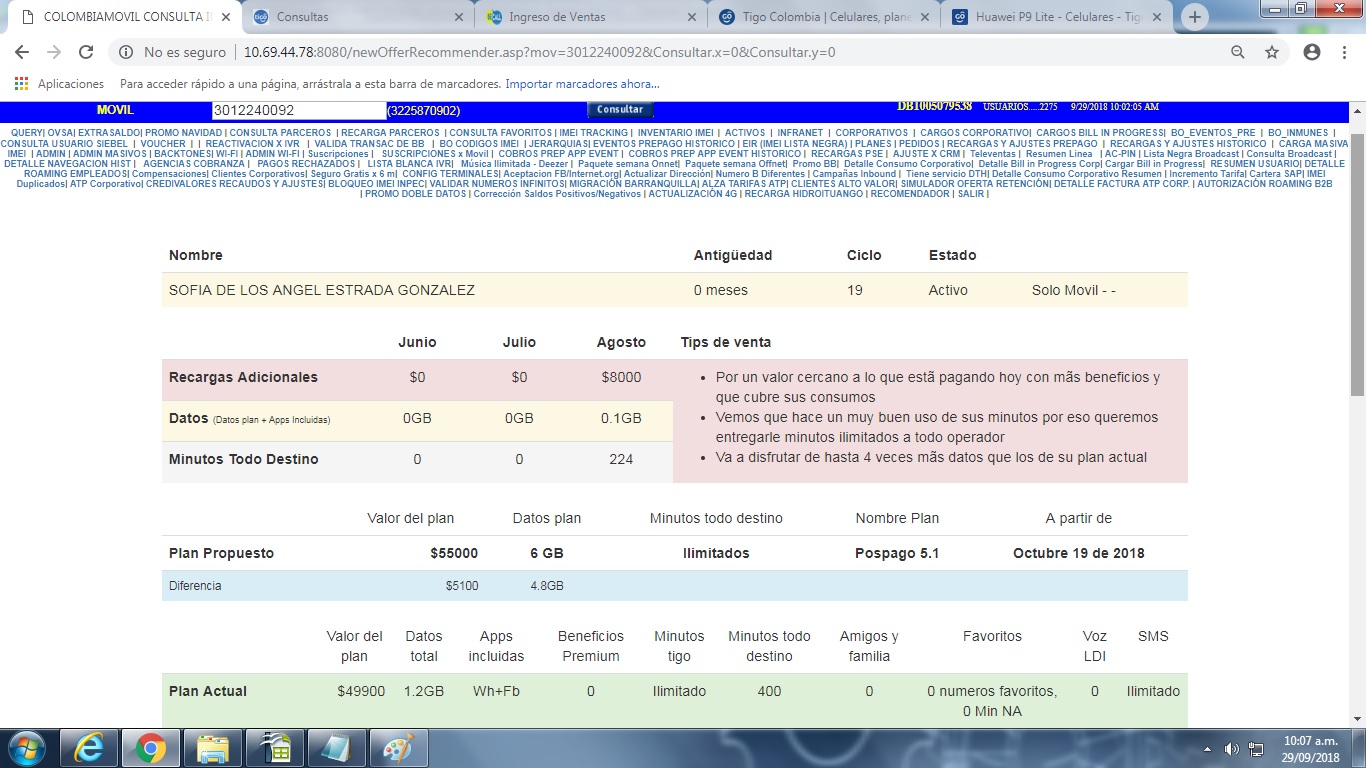 COLOMBIAMOVIL CONSULTA I
Consultas
Ingreso de Ventas
Tigo Colombia | Celulares, plane
Huawei P9 Lite - Celulares - Tig
No es seguro | 10.69.44.78:8080/newOfferRecommender.asp?mov=3012240092&Consultar.x=0&Consultar.y=0
Aplicaciones Para acceder rápido a una página, arrástrala a esta barra de marcadores. Importar marcadores ahora...
MOVIL 3012240092 (3225870902) Consultar DB1005079538 USUARIOS.....2275 9/29/2018 10:02:05 AM
QUERY| OVSA| EXTRASALDO| PROMO NAVIDAD | CONSULTA PARCEROS | RECARGA PARCEROS | CONSULTA FAVORITOS | IMEI TRACKING | INVENTARIO IMEI | ACTIVOS | INFRANET | CORPORATIVOS | CARGOS CORPORATIVO| CARGOS BILL IN PROGRESS| BO_EVENTOS_PRE | BO_INMUNES |
CONSULTA USUARIO SIEBEL | VOUCHER | | REACTIVACION X IVR | VALIDA TRANSAC DE BB | BO CODIGOS IMEI | JERARQUIAS| EVENTOS PREPAGO HISTORICO | EIR (IMEI LISTA NEGRA) | PLANES | PEDIDOS | RECARGAS Y AJUSTES PREPAGO | RECARGAS Y AJUSTES HISTORICO | CARGA MASIVA
IMEI | ADMIN | ADMIN MASIVOS | BACKTONES| WI-FI | ADMIN WI-FI | Suscripciones | SUSCRIPCIONES x Movil | COBROS PREP APP EVENT | COBROS PREP APP EVENT HISTORICO | RECARGAS PSE | AJUSTE X CRM | Televentas | Resumen Linea | AC-PIN | Lista Negra Broadcast | Consulta Broadcast |
DETALLE NAVEGACION HIST | AGENCIAS COBRANZA | PAGOS RECHAZADOS | LISTA BLANCA IVR| Música Ilimitada - Deezer | Paquete semana Onnet| Paquete semana Offnet| Promo BB| Detalle Consumo Corporativo| Detalle Bill in Progress Corp| Cargar Bill in Progress| RESUMEN USUARIO| DETALLE
ROAMING EMPLEADOS| Compensaciones| Clientes Corporativos| Seguro Gratis x 6 m| CONFIG TERMINALES| Aceptacion FB/Internet.org| Actualizar Dirección| Numero B Diferentes | Campañas Inbound | Tiene servicio DTH| Detalle Consumo Corporativo Resumen | Incremento Tarifa| Cartera SAP| IMEI
Duplicados| ATP Corporativo| CREDIVALORES RECAUDOS Y AJUSTES| BLOQUEO IMEI INPEC| VALIDAR NUMEROS INFINITOS| MIGRACIÓN BARRANQUILLA| ALZA TARIFAS ATP| CLIENTES ALTO VALOR| SIMULADOR OFERTA RETENCIÓN| DETALLE FACTURA ATP CORP. | AUTORIZACIÓN ROAMING B2B
| PROMO DOBLE DATOS | Corrección Saldos Positivos/Negativos | ACTUALIZACIÓN 4G | RECARGA HIDROITUANGO | RECOMENDADOR | SALIR |
Nombre Antigüedad Ciclo Estado
SOFIA DE LOS ANGEL ESTRADA GONZALEZ 0 meses 19 Activo Solo Movil - -
Junio Julio Agosto Tips de venta
Recargas Adicionales $0 $0 $8000
Datos (Datos plan + Apps Incluidas) 0GB 0GB 0.1GB
Minutos Todo Destino 0 0 224
• Por un valor cercano a lo que estã pagando hoy con mãs beneficios y
que cubre sus consumos
• Vemos que hace un muy buen uso de sus minutos por eso queremos
entregarle minutos ilimitados a todo operador
• Va a disfrutar de hasta 4 veces mãs datos que los de su plan actual
Valor del plan Datos plan Minutos todo destino Nombre Plan A partir de
Plan Propuesto $55000 6 GB Ilimitados Pospago 5.1 Octubre 19 de 2018
Diferencia $5100 4.8GB
Valor del Datos Apps Beneficios Minutos Minutos todo Amigos y Favoritos Voz SMS
plan total incluidas Premium tigo destino familia LDI
Plan Actual $49900 1.2GB Wh+Fb 0 Ilimitado 400 0 0 numeros favoritos, 0 Ilimitado
0 Min NA
10:07 a.m.
29/09/2018